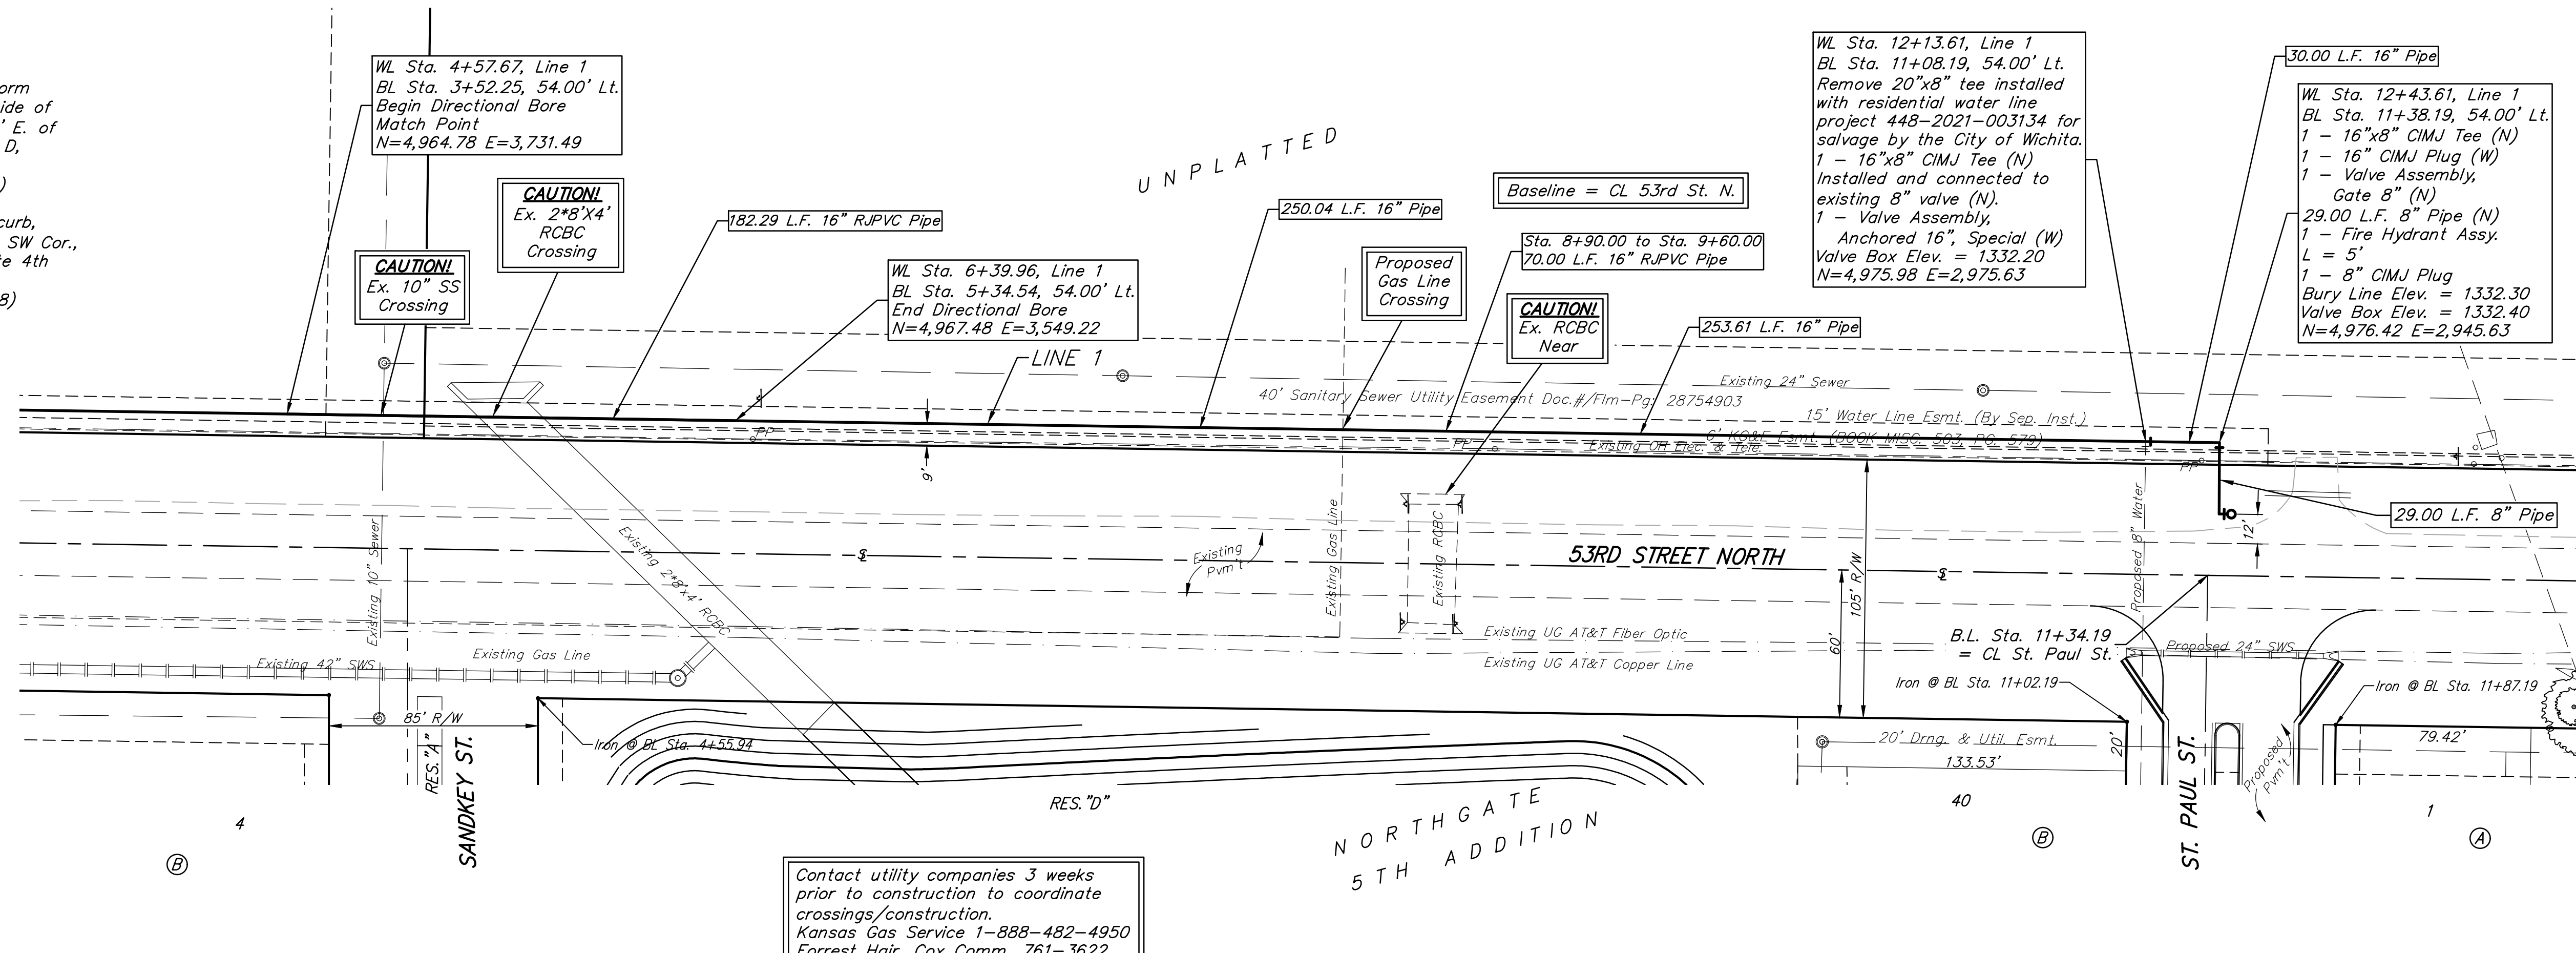 orm
ide of
' E. of
D,
)
curb,
SW Cor.,
te 4th
8)
WL Sta. 4+57.67, Line 1
BL Sta. 3+52.25, 54.00' Lt.
Begin Directional Bore
Match Point
N=4,964.78 E=3,731.49
CAUTION!
Ex. 10" SS
Crossing
CAUTION!
Ex. 2*8'X4'
RCBC
Crossing
182.29 L.F. 16" RJPVC Pipe
WL Sta. 6+39.96, Line 1
BL Sta. 5+34.54, 54.00' Lt.
End Directional Bore
N=4,967.48 E=3,549.22
LINE 1
UNPLATTED
250.04 L.F. 16" Pipe
Proposed
Gas Line
Crossing
Baseline = CL 53rd St. N.
Sta. 8+90.00 to Sta. 9+60.00
70.00 L.F. 16" RJPVC Pipe
CAUTION!
Ex. RCBC
Near
253.61 L.F. 16" Pipe
WL Sta. 12+13.61, Line 1
BL Sta. 11+08.19, 54.00' Lt.
Remove 20"x8" tee installed
with residential water line
project 448-2021-003134 for
salvage by the City of Wichita.
1 - 16"x8" CIMJ Tee (N)
Installed and connected to
existing 8" valve (N).
1 - Valve Assembly,
Anchored 16", Special (W)
Valve Box Elev. = 1332.20
N=4,975.98 E=2,975.63
30.00 L.F. 16" Pipe
WL Sta. 12+43.61, Line 1
BL Sta. 11+38.19, 54.00' Lt.
1 - 16"x8" CIMJ Tee (N)
1 - 16" CIMJ Plug (W)
1 - Valve Assembly,
Gate 8" (N)
29.00 L.F. 8" Pipe (N)
1 - Fire Hydrant Assy.
L = 5'
1 - 8" CIMJ Plug
Bury Line Elev. = 1332.30
Valve Box Elev. = 1332.40
N=4,976.42 E=2,945.63
Existing 24" Sewer
40' Sanitary Sewer Utility Easement Doc.#/Flm-Pg: 28754903
15' Water Line Esmt. (By Sep. Inst.)
6' KG&E Esmt. (BOOK MISC. 503, PG. 579)
Existing OH Elec. & Tele.
PP
PP
PP
9'
29.00 L.F. 8" Pipe
12'
Existing 10" Sewer
Existing 2*8'x4' RCBC
Existing
Pvm't
Existing Gas Line
Existing RCBC
53RD STREET NORTH
60'
105' R/W
Proposed 8" Water
Existing UG AT&T Fiber Optic
Existing UG AT&T Copper Line
B.L. Sta. 11+34.19
= CL St. Paul St.
Proposed 24" SWS
Iron @ BL Sta. 11+02.19
Iron @ BL Sta. 11+87.19
Existing 42" SWS
Existing Gas Line
85' R/W
Iron @ BL Sta. 4+55.94
RES."A"
SANDKEY ST.
20' Drng. & Util. Esmt.
133.53'
20'
ST. PAUL ST.
Proposed
Pvm't
79.42'
4
B
RES."D"
NORTHGATE
5TH ADDITION
40
B
1
A
Contact utility companies 3 weeks
prior to construction to coordinate
crossings/construction.
Kansas Gas Service 1-888-482-4950
Forrest Hair, Cox Comm. 761-3622